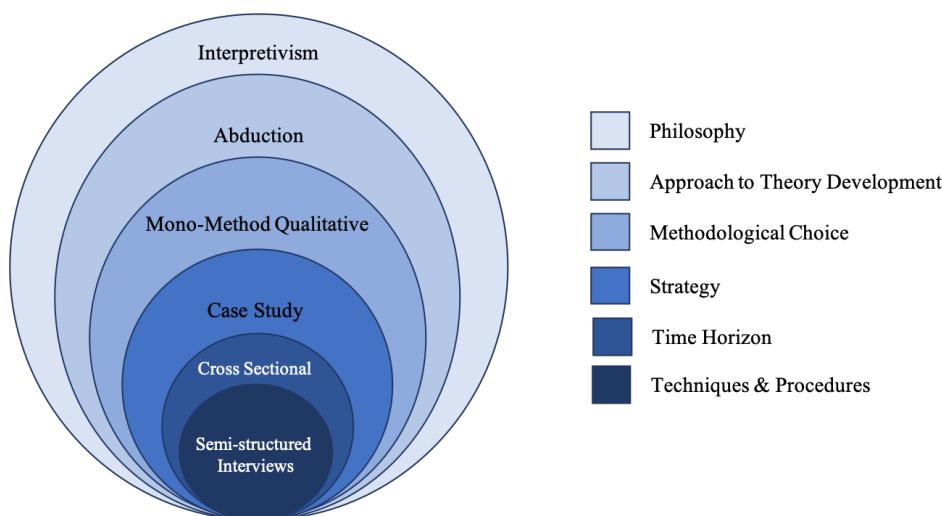 Interpretivism
Abduction
Mono-Method Qualitative
Case Study
Cross Sectional
Semi-structured
Interviews
Philosophy
Approach to Theory Development
Methodological Choice
Strategy
Time Horizon
Techniques & Procedures